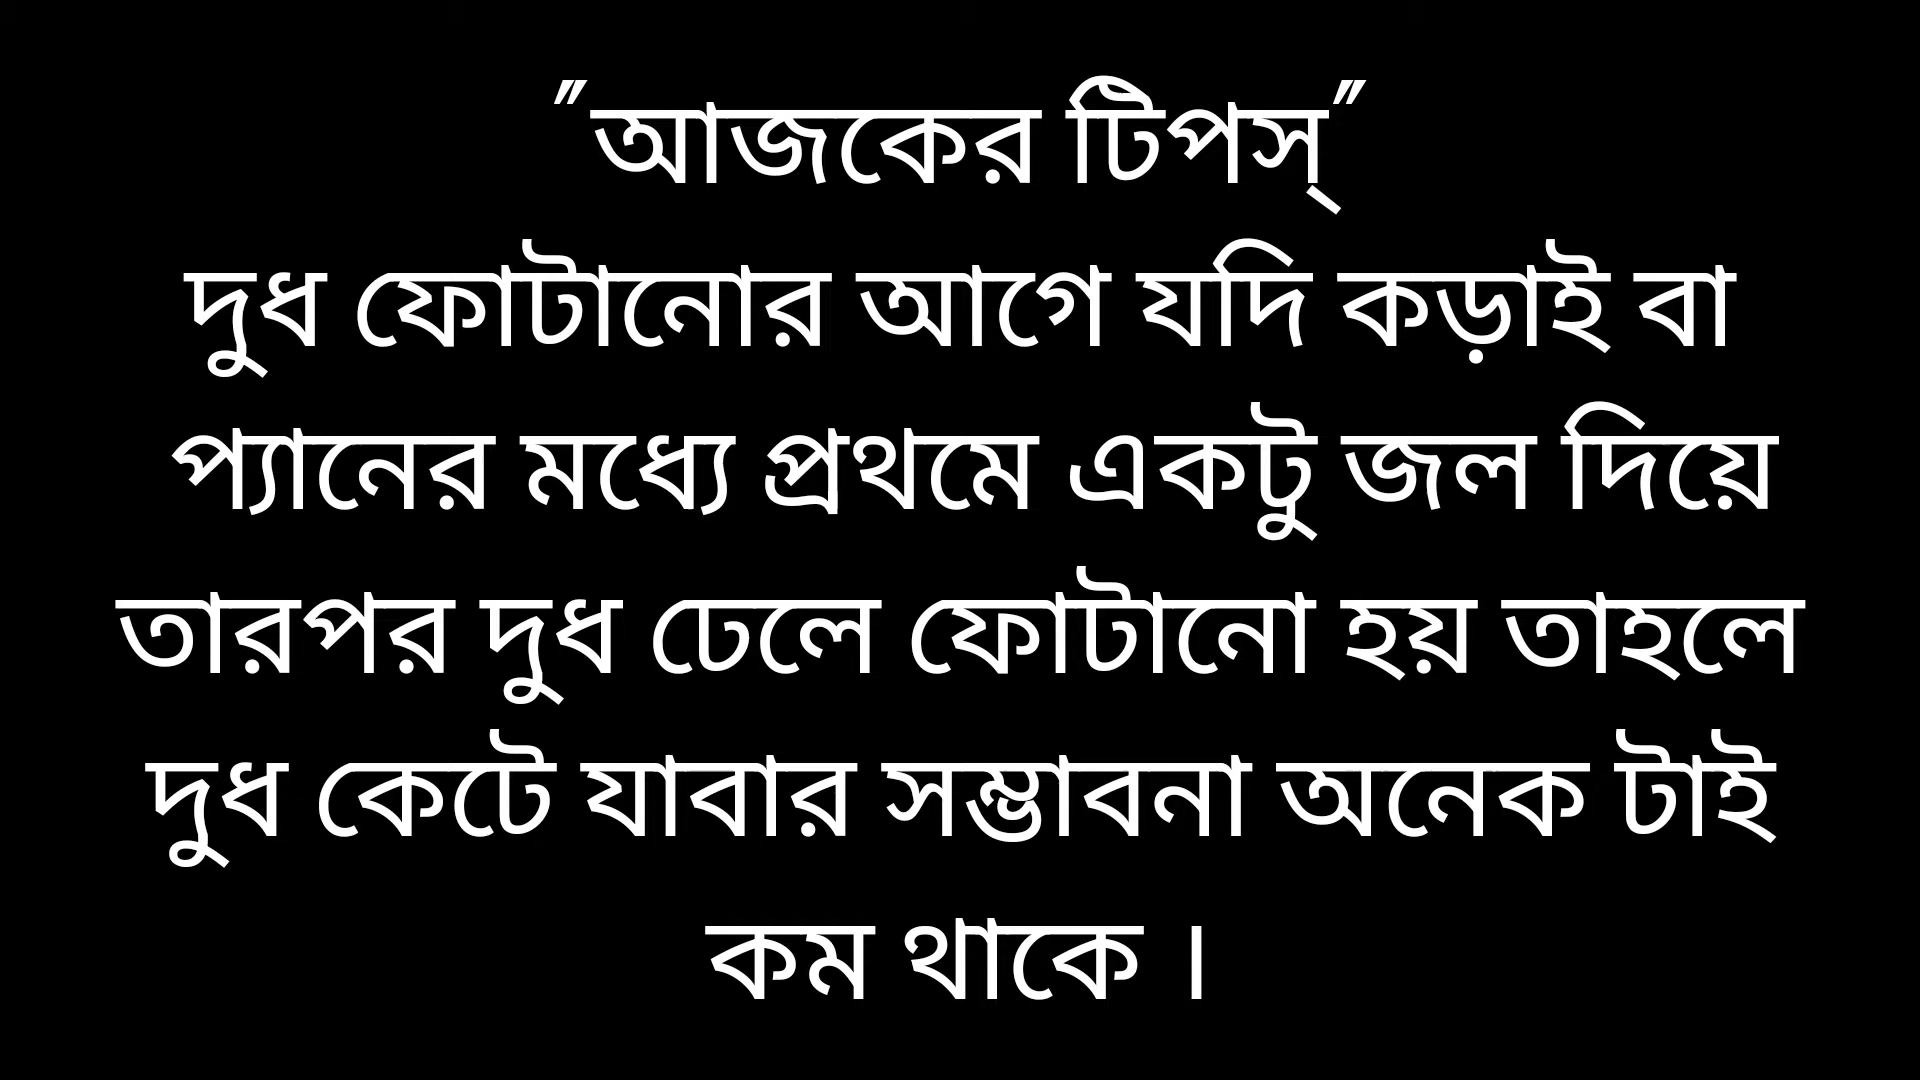 "আজকের টিপস্"
দুধ ফোটানোর আগে যদি কড়াই বা
প্যানের মধ্যে প্রথমে একটু জল দিয়ে
তারপর দুধ ঢেলে ফোটানো হয় তাহলে
দুধ কেটে যাবার সম্ভাবনা অনেক টাই
কম থাকে ।